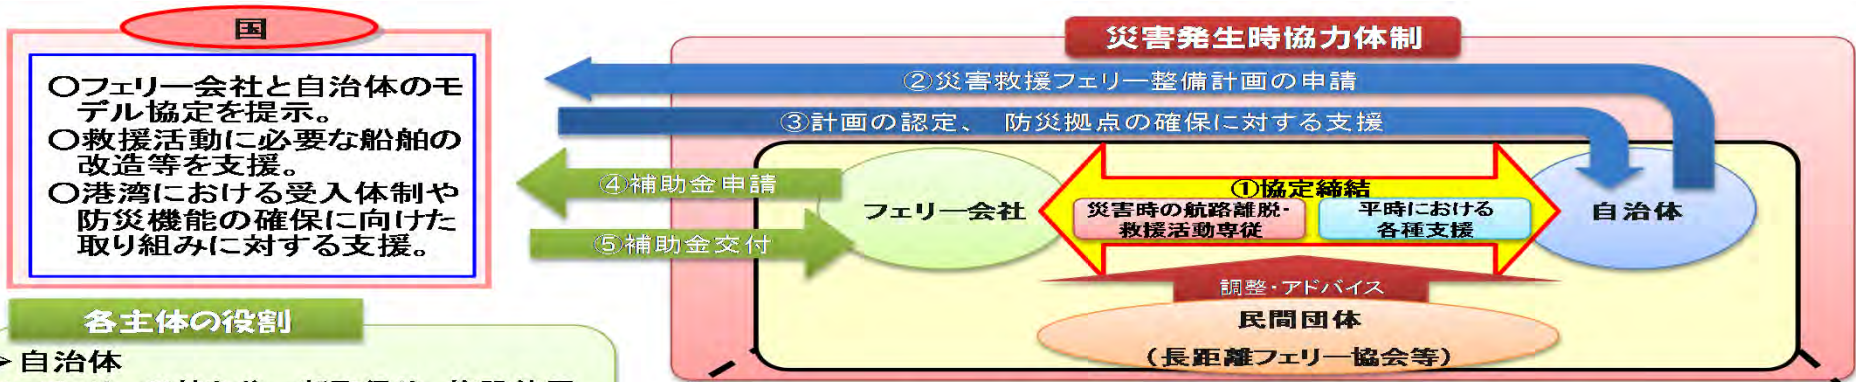 国
〇フェリー会社と自治体のモ
デル協定を提示。
〇救援活動に必要な船舶の
改造等を支援。
〇港湾における受入体制や
防災機能の確保に向けた
取り組みに対する支援。
災害発生時協力体制
②災害救援フェリー整備計画の申請
③計画の認定、 防災拠点の確保に対する支援
④補助金申請
⑤補助金交付
フェリー会社
①協定締結
災害時の航路離脱・
救援活動専従
平時における
各種支援
自治体
調整・アドバイス
民間団体
(長距離フェリー協会等)
各主体の役割
➢自治体